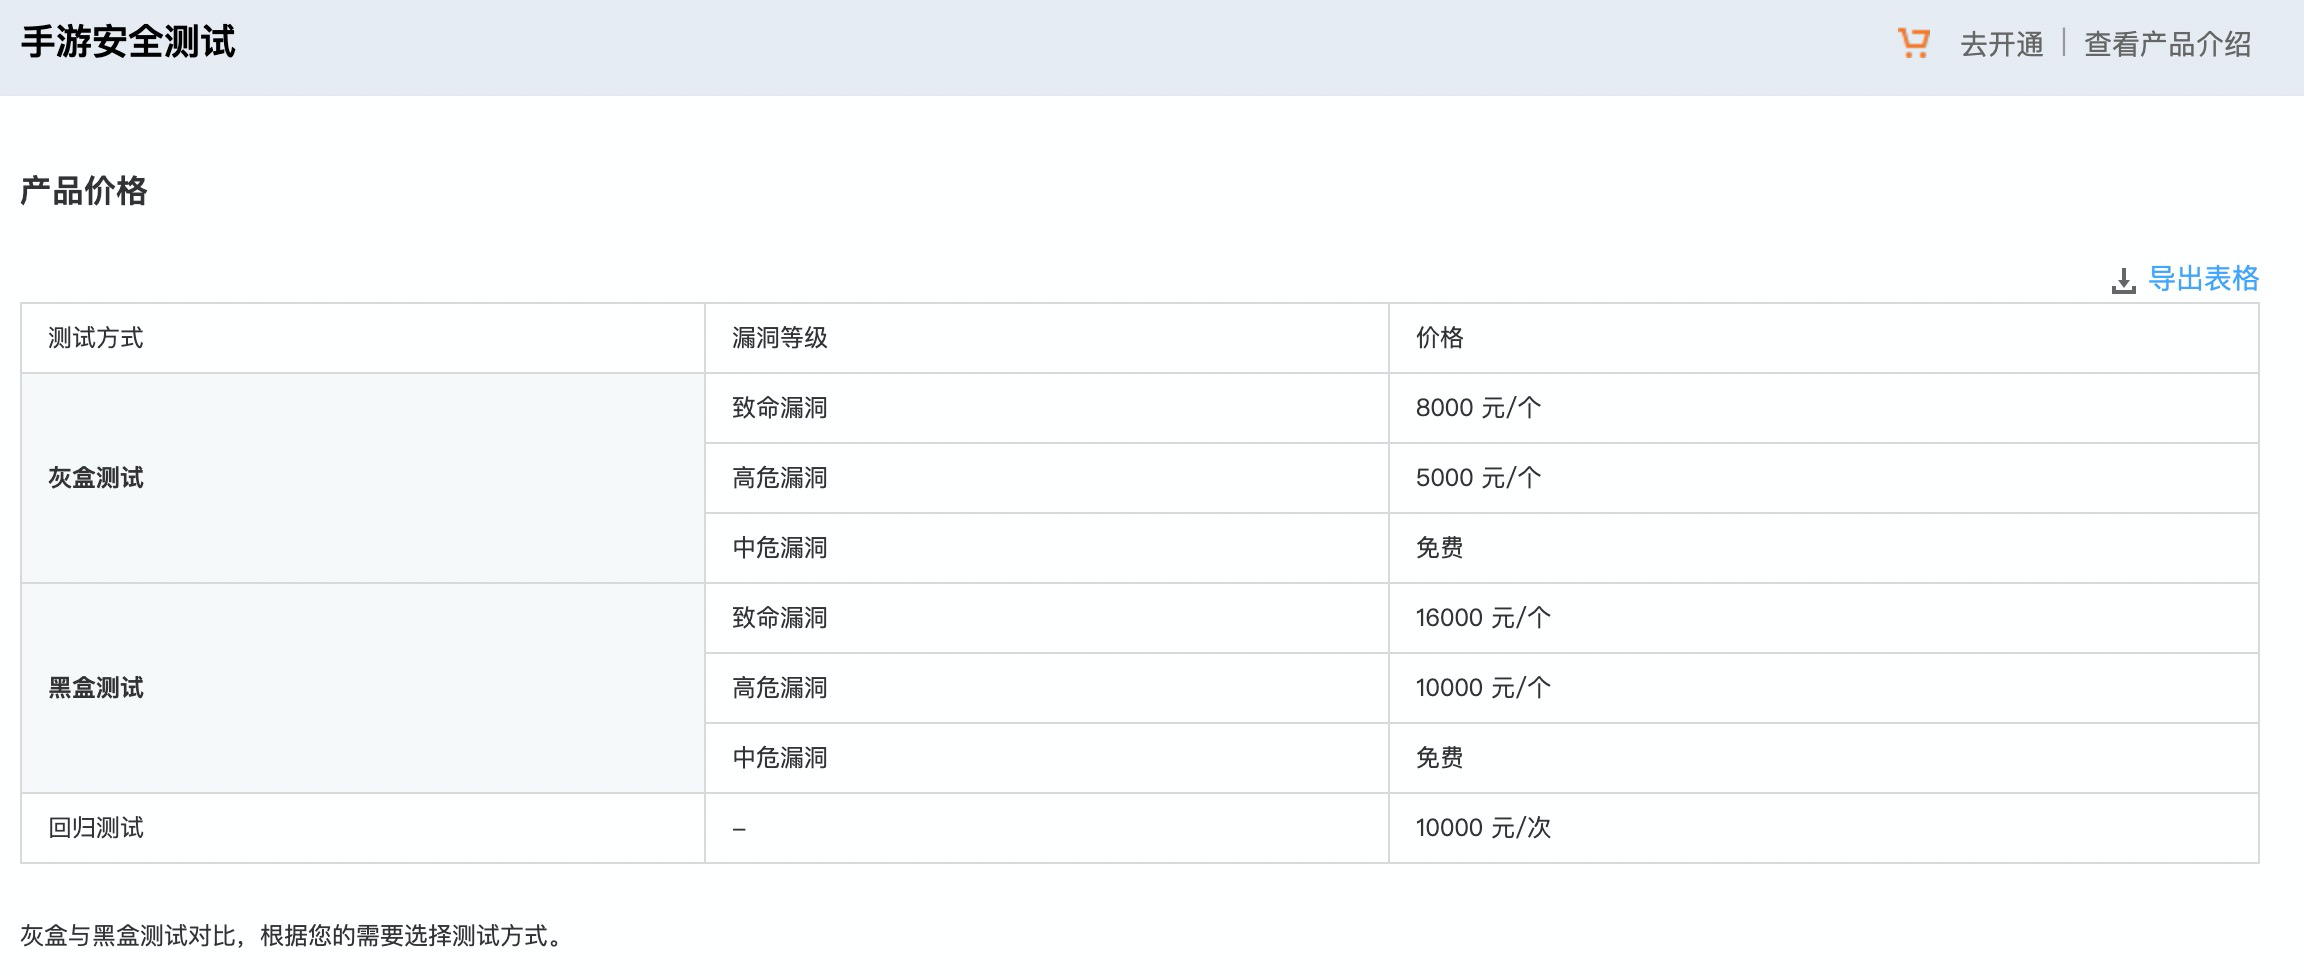 手游安全测试
去开通 | 查看产品介绍
产品价格
导出表格
测试方式 漏洞等级 价格
灰盒测试 致命漏洞 8000 元/个
高危漏洞 5000 元/个
中危漏洞 免费
黑盒测试 致命漏洞 16000 元/个
高危漏洞 10000 元/个
中危漏洞 免费
回归测试 – 10000 元/次
灰盒与黑盒测试对比，根据您的需要选择测试方式。